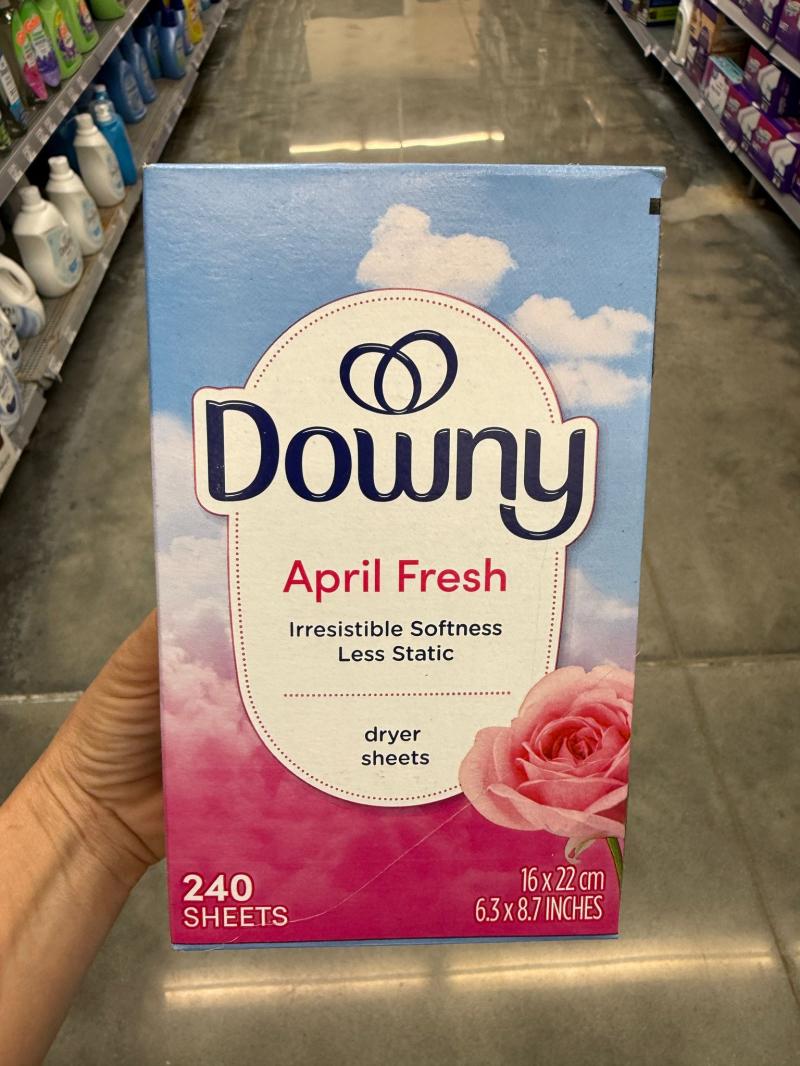 Downy
April Fresh
Irresistible Softness
Less Static
dryer
sheets
240
SHEETS
16 x 22 cm
6.3 x 8.7 INCHES